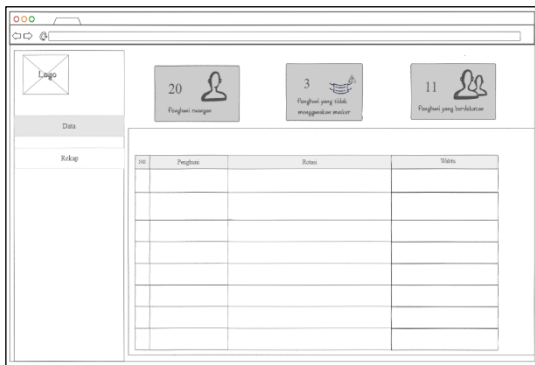 Logo
Data
Rekap
20
Penghuni ruangan
3
Penghuni yang tidak
menggunakan masker
11
Penghuni yang berdekatan
No
Penghuni
Rotasi
Waktu